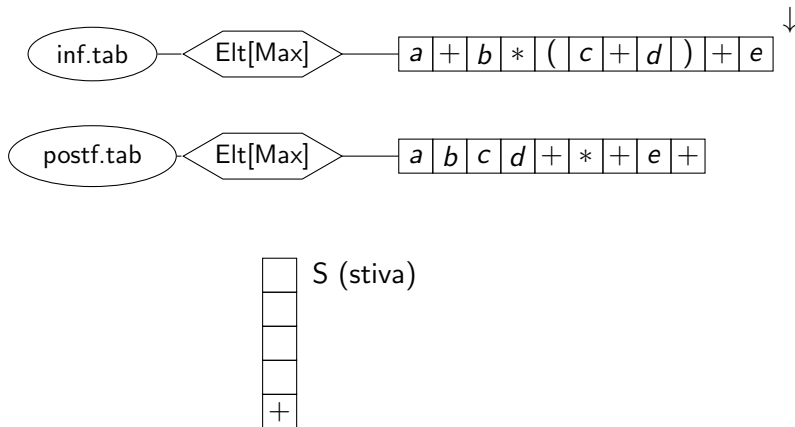 ↓
inf.tab Elt[Max] a + b * ( c + d ) + e
postf.tab Elt[Max] a b c d + * + e +
S (stiva)
+